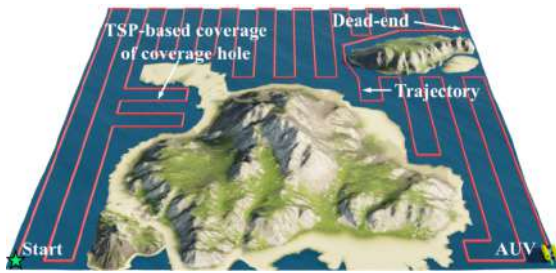 TSP-based coverage
of coverage hole
Dead-end
Trajectory
Start
AUV